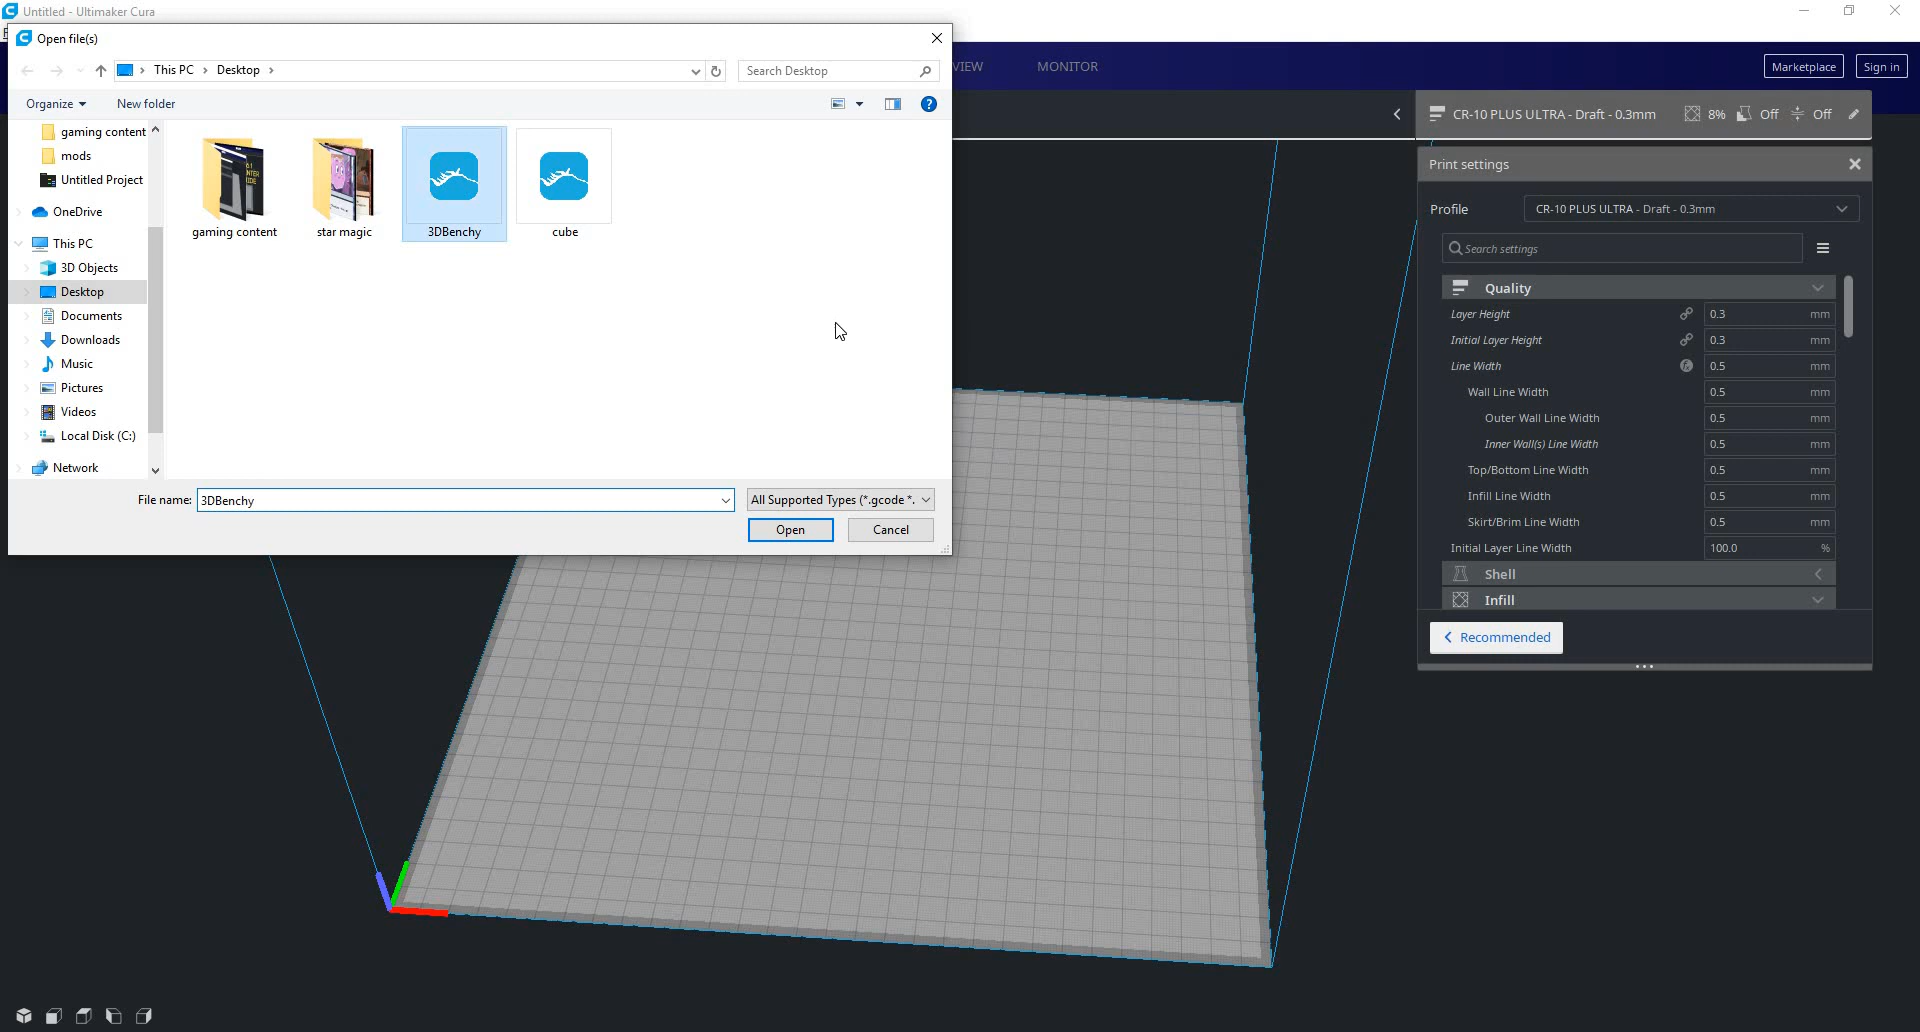 Untitled - Ultimaker Cura
Open file(s)
This PC
Desktop
Search Desktop
VIEW
MONITOR
Marketplace
Sign in
Organize
New folder
CR-10 PLUS ULTRA - Draft - 0.3mm
8%
Off
Off
gaming content
mods
Untitled Project
OneDrive
This PC
3D Objects
Desktop
Documents
Downloads
Music
Pictures
Videos
Local Disk (C:)
Network
gaming content
star magic
3DBenchy
cube
File name:
3DBenchy
All Supported Types (*.gcode *.
Open
Cancel
Print settings
Profile
CR-10 PLUS ULTRA - Draft - 0.3mm
Search settings
Quality
Layer Height
0.3 mm
Initial Layer Height
0.3 mm
Line Width
0.5 mm
Wall Line Width
0.5 mm
Outer Wall Line Width
0.5 mm
Inner Wall(s) Line Width
0.5 mm
Top/Bottom Line Width
0.5 mm
Infill Line Width
0.5 mm
Skirt/Brim Line Width
0.5 mm
Initial Layer Line Width
100.0 %
Shell
Infill
Recommended